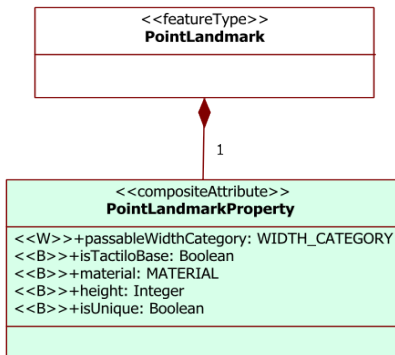 <<featureType>>
PointLandmark
1
<<compositeAttribute>>
PointLandmarkProperty
<<W>>+passableWidthCategory: WIDTH_CATEGORY
<<B>>+isTactiloBase: Boolean
<<B>>+material: MATERIAL
<<B>>+height: Integer
<<B>>+isUnique: Boolean